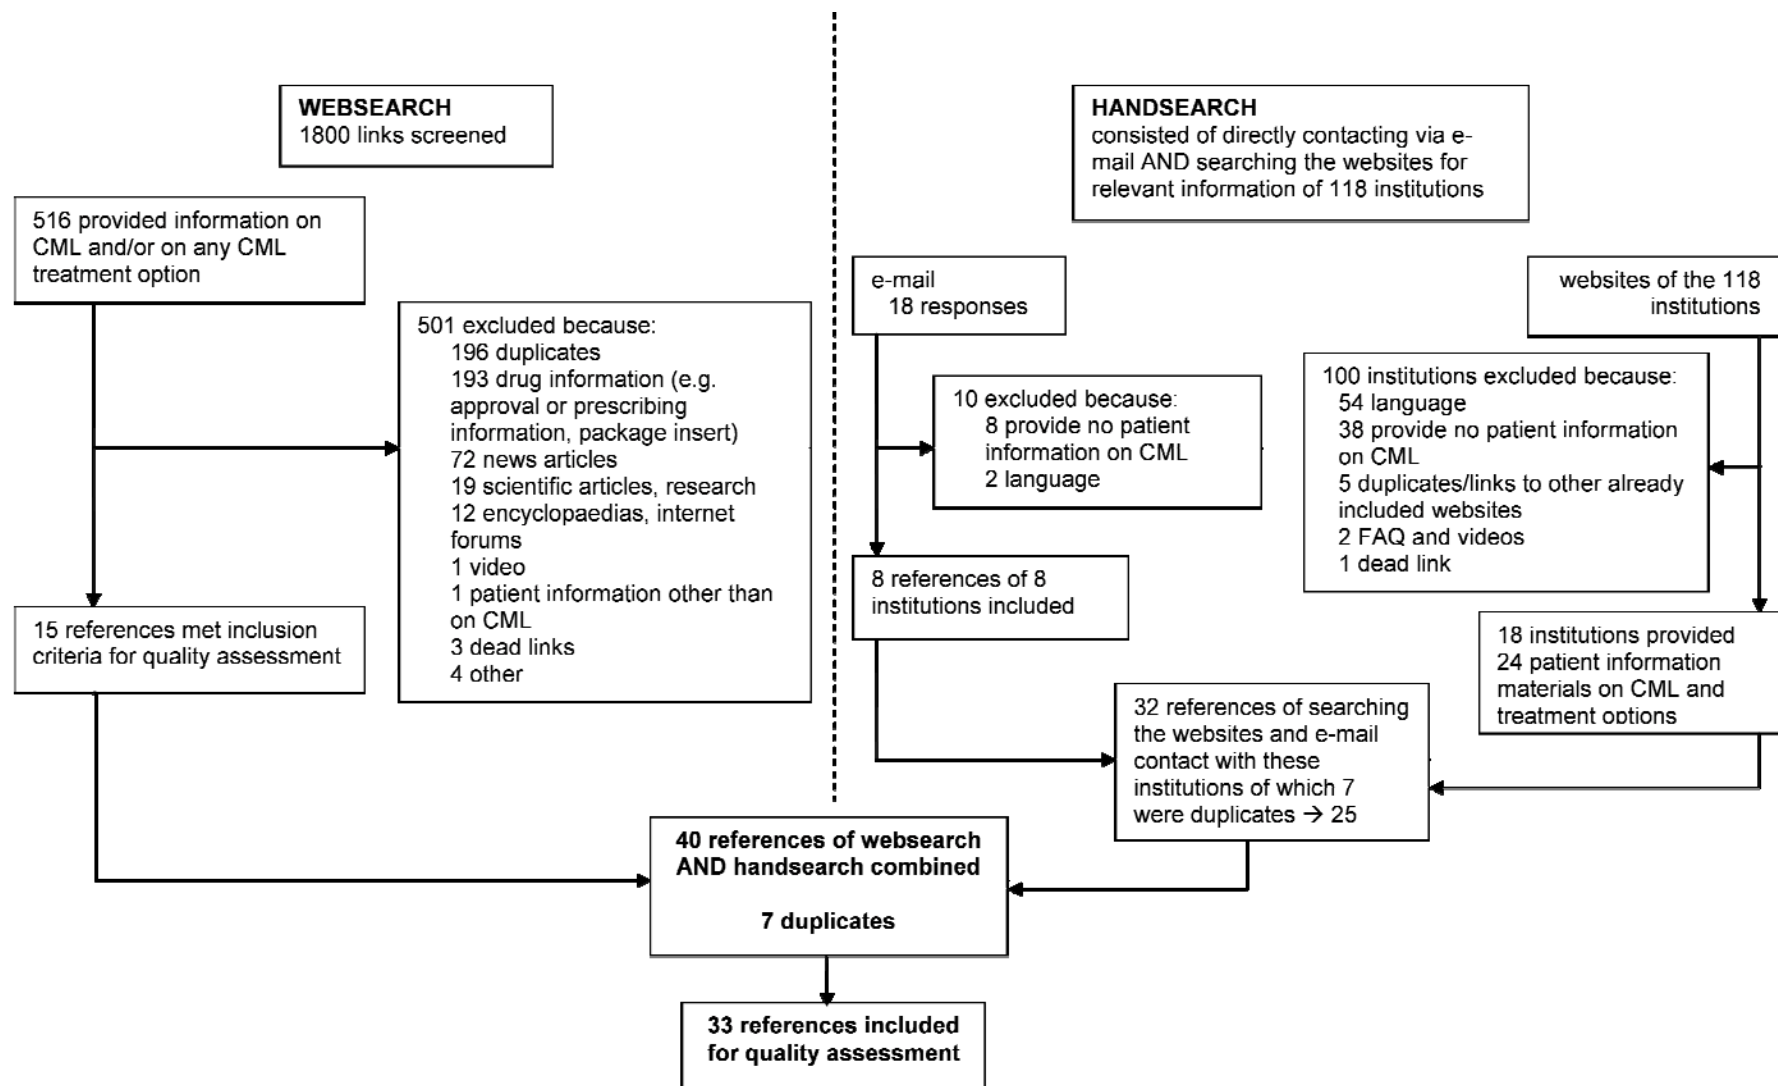 WEBSEARCH
1800 links screened
516 provided information on
CML and/or on any CML
treatment option
501 excluded because:
196 duplicates
193 drug information (e.g.
approval or prescribing
information, package insert)
72 news articles
19 scientific articles, research
12 encyclopaedias, internet
forums
1 video
1 patient information other than
on CML
3 dead links
4 other
15 references met inclusion
criteria for quality assessment
HANDSEARCH
consisted of directly contacting via e-
mail AND searching the websites for
relevant information of 118 institutions
e-mail
18 responses
10 excluded because:
8 provide no patient
information on CML
2 language
8 references of 8
institutions included
websites of the 118
institutions
100 institutions excluded because:
54 language
38 provide no patient information
on CML
5 duplicates/links to other already
included websites
2 FAQ and videos
1 dead link
18 institutions provided
24 patient information
materials on CML and
treatment options
32 references of searching
the websites and e-mail
contact with these
institutions of which 7
were duplicates → 25
40 references of websearch
AND handsearch combined
7 duplicates
33 references included
for quality assessment